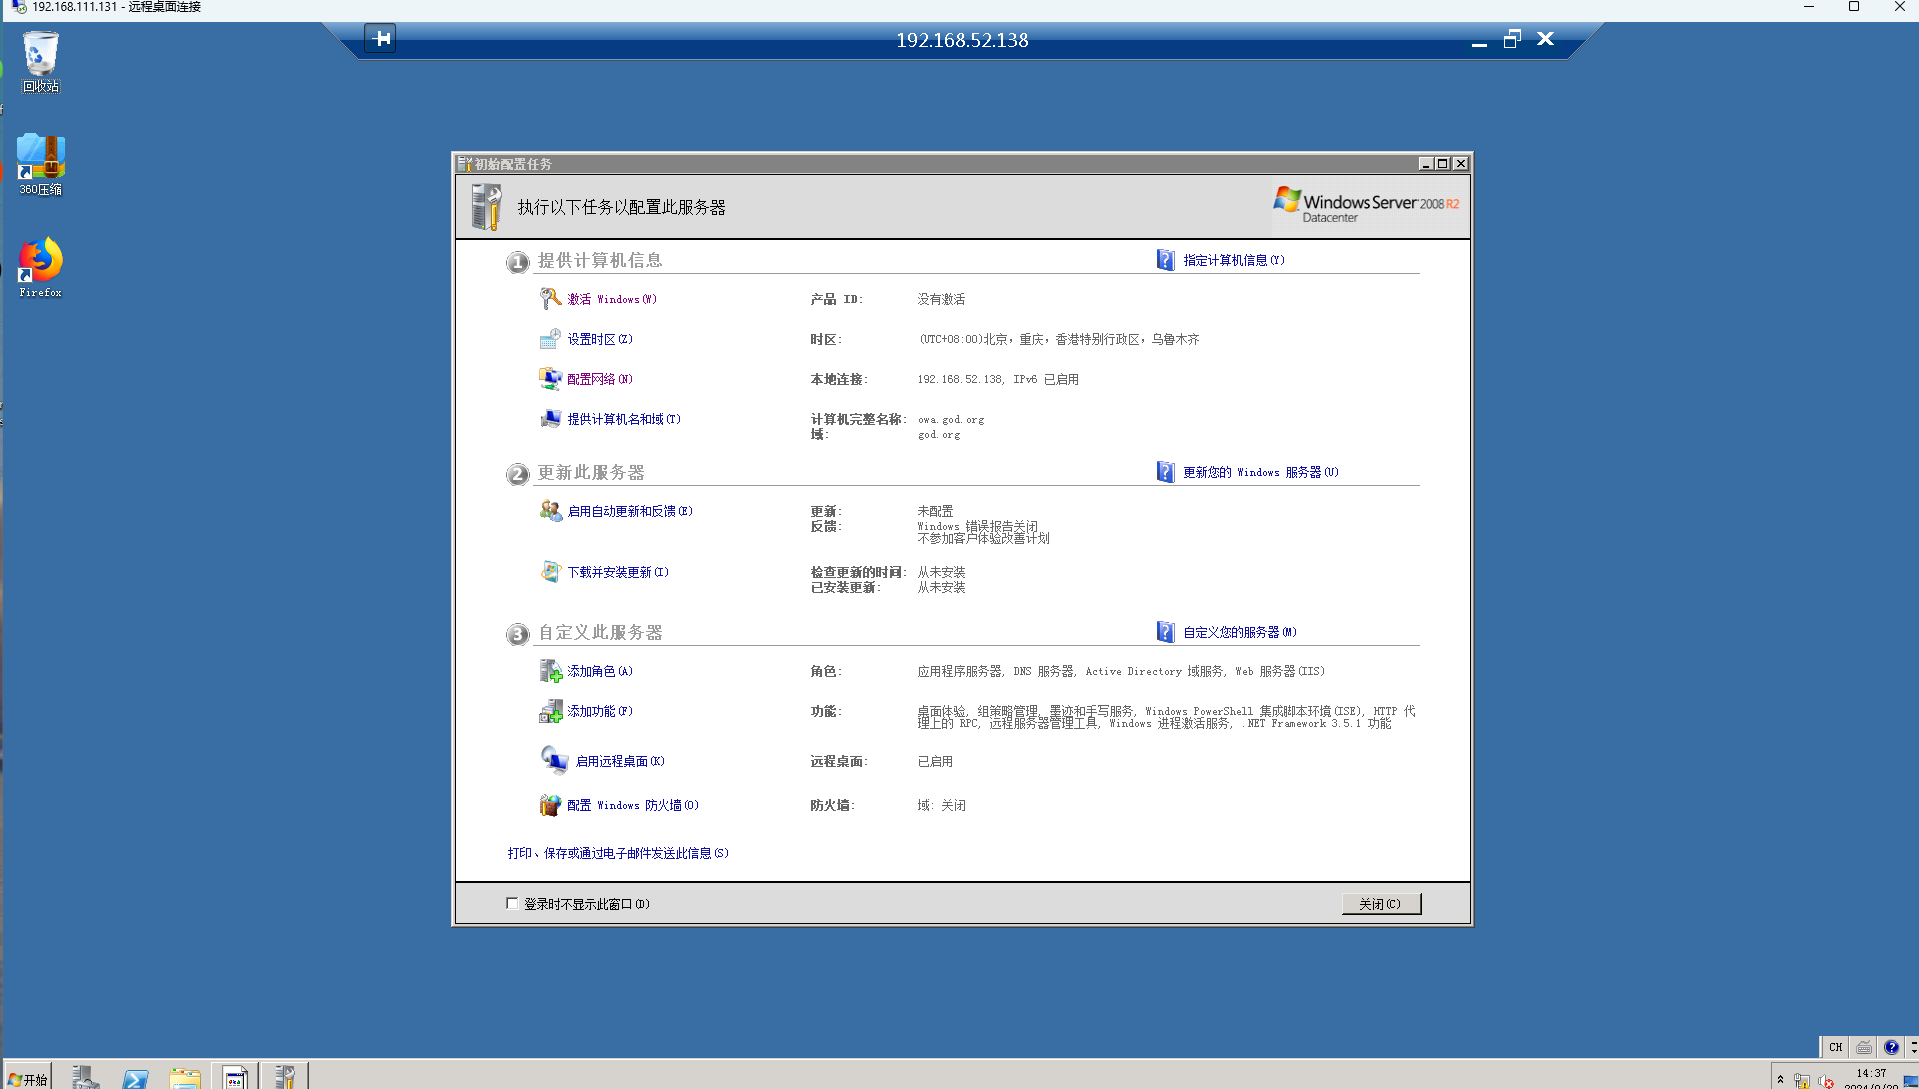 192.168.111.131 - 远程桌面连接
192.168.52.138
回收站
360压缩
Firefox
初始配置任务
执行以下任务以配置此服务器
Windows Server 2008 R2
Datacenter
1 提供计算机信息
指定计算机信息(Y)
激活 Windows(W)
产品 ID:
没有激活
设置时区(Z)
时区:
(UTC+08:00)北京，重庆，香港特别行政区，乌鲁木齐
配置网络(N)
本地连接:
192.168.52.138, IPv6 已启用
提供计算机名和域(T)
计算机完整名称:
owa.god.org
域:
god.org
2 更新此服务器
更新您的 Windows 服务器(U)
启用自动更新和反馈(E)
更新:
未配置
反馈:
Windows 错误报告关闭
不参加客户体验改善计划
下载并安装更新(I)
检查更新的时间:
从未安装
已安装更新:
从未安装
3 自定义此服务器
自定义您的服务器(M)
添加角色(A)
角色:
应用程序服务器, DNS 服务器, Active Directory 域服务, Web 服务器(IIS)
添加功能(F)
功能:
桌面体验, 组策略管理, 墨迹和手写服务, Windows PowerShell 集成脚本环境(ISE), HTTP 代
理上的 RPC, 远程服务器管理工具, Windows 进程激活服务, .NET Framework 3.5.1 功能
启用远程桌面(K)
远程桌面:
已启用
配置 Windows 防火墙(O)
防火墙:
域: 关闭
打印、保存或通过电子邮件发送此信息(S)
登录时不显示此窗口(D)
关闭(C)
CH
开始
14:37